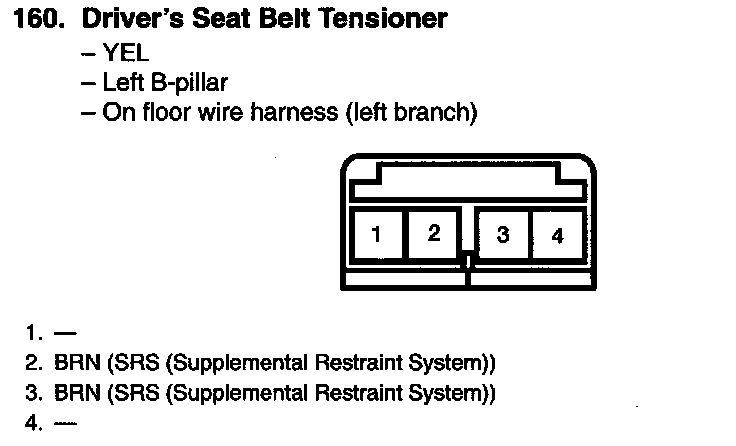 160. Driver's Seat Belt Tensioner
– YEL
– Left B-pillar
– On floor wire harness (left branch)
1 2 3 4
1. —
2. BRN (SRS (Supplemental Restraint System))
3. BRN (SRS (Supplemental Restraint System))
4. —